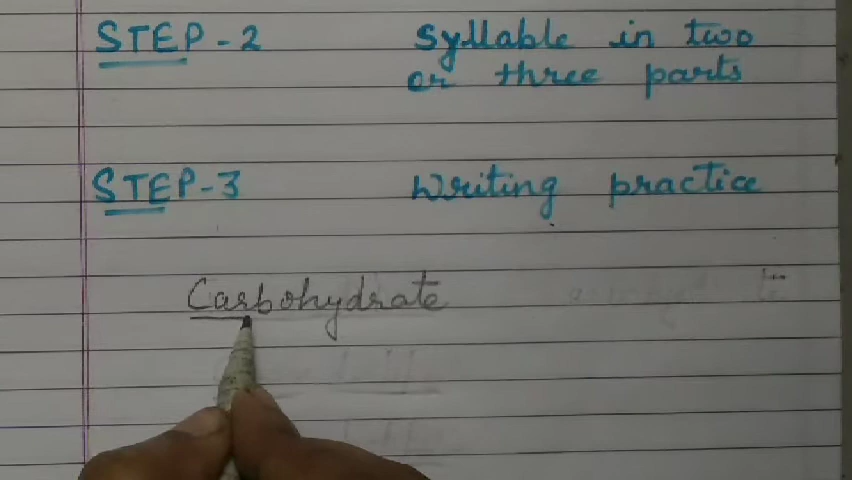 STEP-2 Syllable in two
or three parts
STEP-3 Writing practice
Carbohydrate